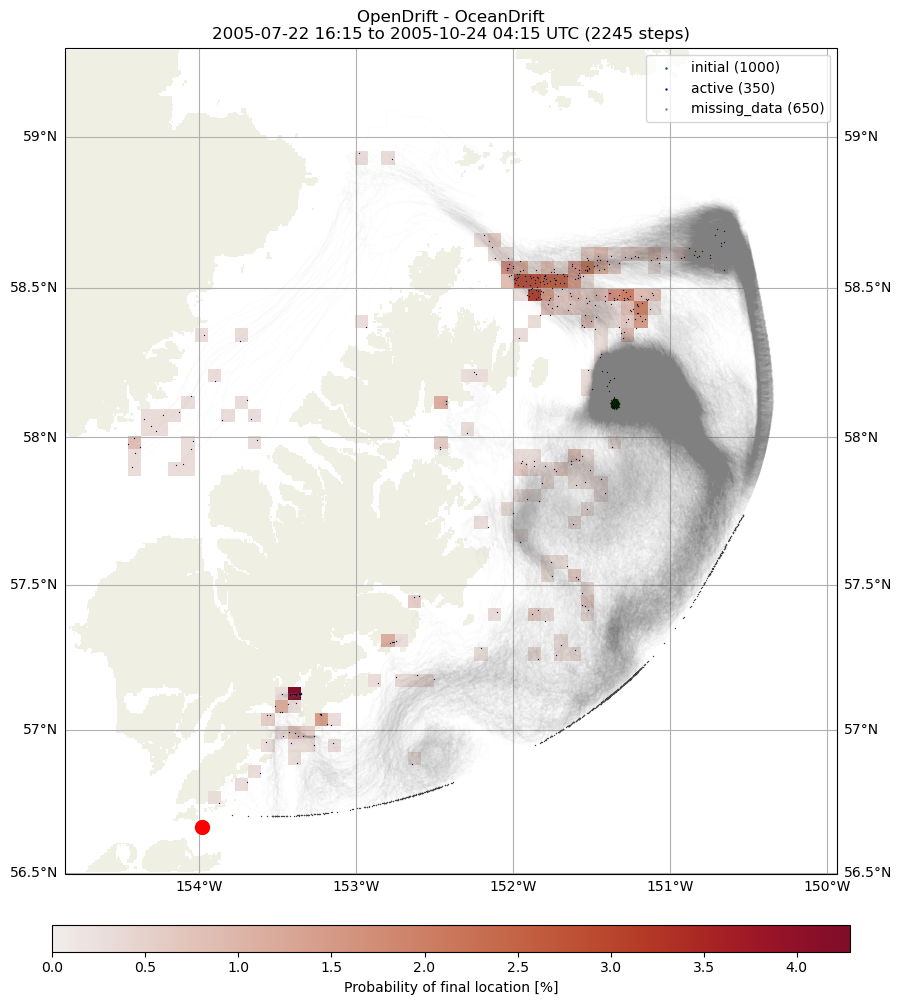 OpenDrift - OceanDrift
2005-07-22 16:15 to 2005-10-24 04:15 UTC (2245 steps)
initial (1000)
active (350)
missing_data (650)
59°N 59°N
58.5°N 58.5°N
58°N 58°N
57.5°N 57.5°N
57°N 57°N
56.5°N 56.5°N
154°W 153°W 152°W 151°W 150°W
0.0 0.5 1.0 1.5 2.0 2.5 3.0 3.5 4.0
Probability of final location [%]